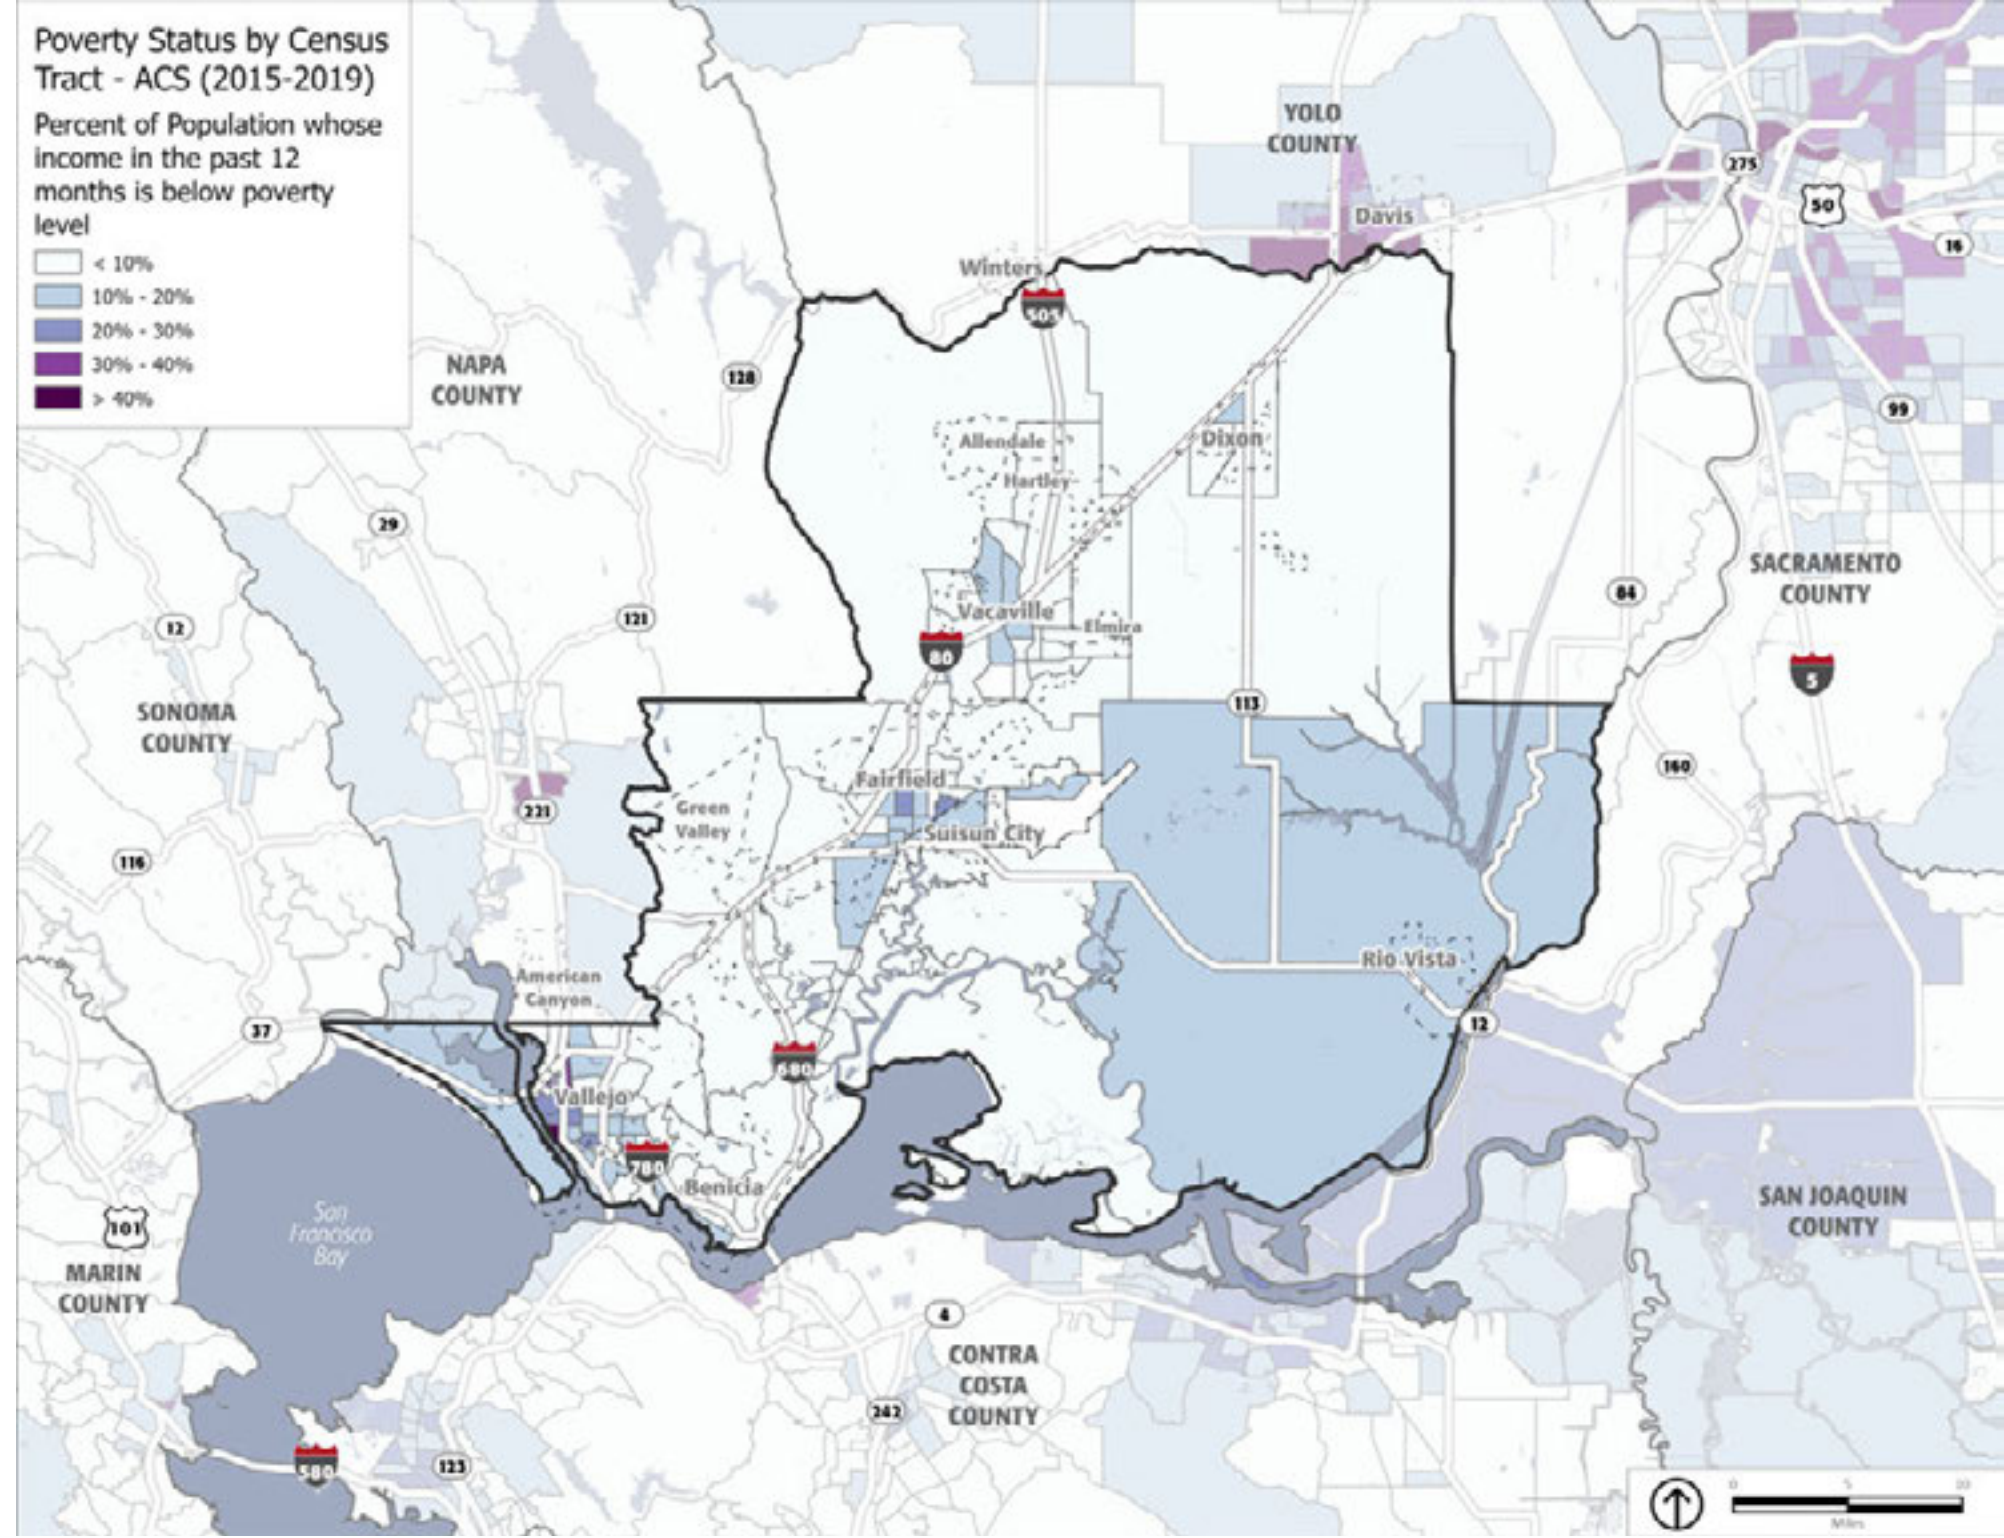 Poverty Status by Census
Tract - ACS (2015-2019)
Percent of Population whose
income in the past 12
months is below poverty
level
< 10%
10% - 20%
20% - 30%
30% - 40%
> 40%
YOLO
COUNTY
275
50
Davis
16
Winters
505
NAPA
COUNTY
128
99
Allendale
Dixon
Hartley
29
SACRAMENTO
COUNTY
84
Vacaville
12
121
Elmira
80
5
SONOMA
COUNTY
113
160
Fairfield
221
Green
Valley
Suisun City
116
Rio Vista
American
Canyon
37
12
680
Vallejo
780
Benicia
SAN JOAQUIN
COUNTY
San
Francisco
Bay
101
MARIN
COUNTY
4
CONTRA
COSTA
COUNTY
242
580
123
0 5 10
Miles